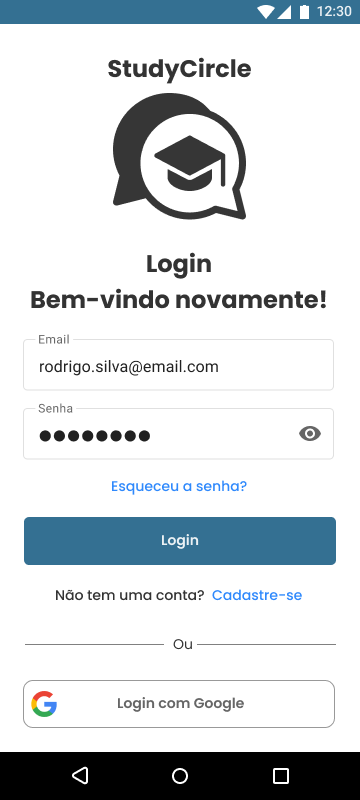 12:30
StudyCircle
Login
Bem-vindo novamente!
Email
rodrigo.silva@email.com
Senha
●●●●●●●●
Esqueceu a senha?
Login
Não tem uma conta? Cadastre-se
Ou
Login com Google